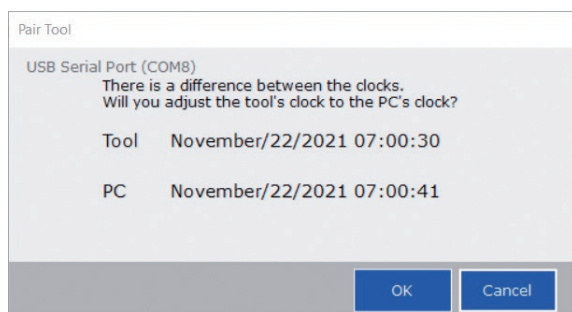 Pair Tool
USB Serial Port (COM8)
There is a difference between the clocks.
Will you adjust the tool's clock to the PC's clock?
Tool November/22/2021 07:00:30
PC November/22/2021 07:00:41
OK Cancel